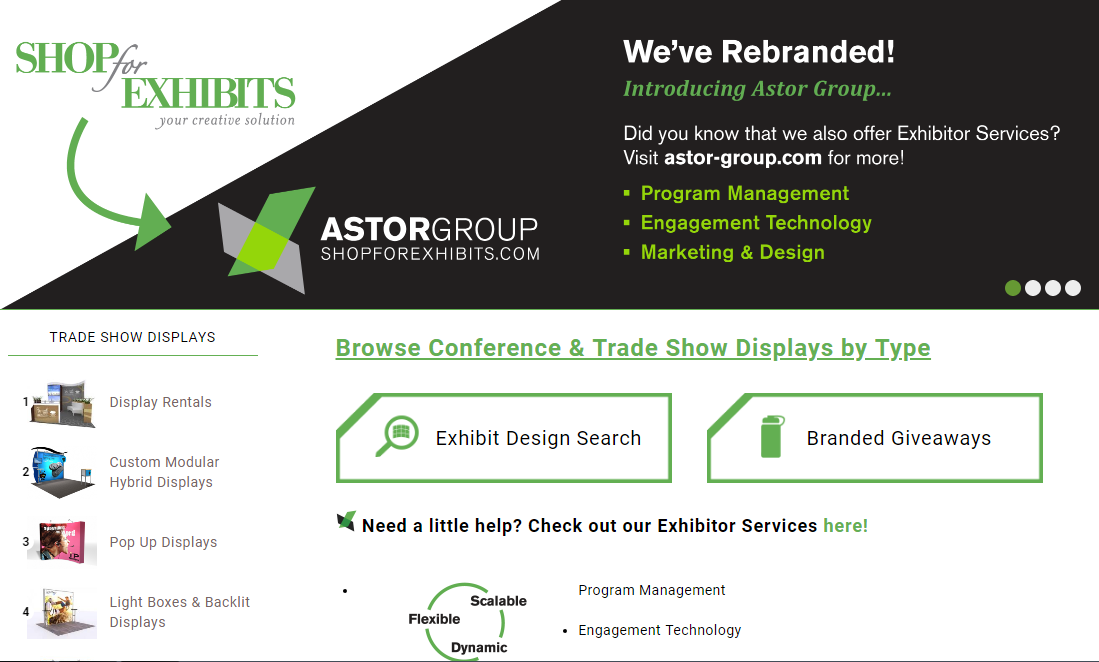 SHOP for
EXHIBITS
your creative solution
ASTORGROUP
SHOPFOREXHIBITS.COM
We've Rebranded!
Introducing Astor Group...
Did you know that we also offer Exhibitor Services?
Visit astor-group.com for more!
▪ Program Management
▪ Engagement Technology
▪ Marketing & Design
TRADE SHOW DISPLAYS
1 Display Rentals
2 Custom Modular
Hybrid Displays
3 Pop Up Displays
4 Light Boxes & Backlit
Displays
Browse Conference & Trade Show Displays by Type
Exhibit Design Search
Branded Giveaways
Need a little help? Check out our Exhibitor Services here!
Scalable
Flexible
Dynamic
Program Management
• Engagement Technology